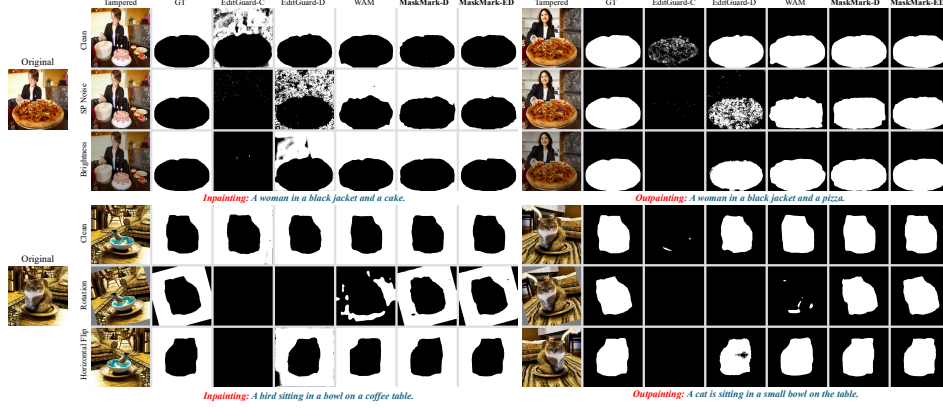 Tampered GT EditGuard-C EditGuard-D WAM MaskMark-D MaskMark-ED Tampered GT EditGuard-C EditGuard-D WAM MaskMark-D MaskMark-ED
Clean
Original
SP Noise
Brightness
Inpainting: A woman in a black jacket and a cake.
Outpainting: A woman in a black jacket and a pizza.
Clean
Original
Rotation
Horizontal Flip
Inpainting: A bird sitting in a bowl on a coffee table.
Outpainting: A cat is sitting in a small bowl on the table.